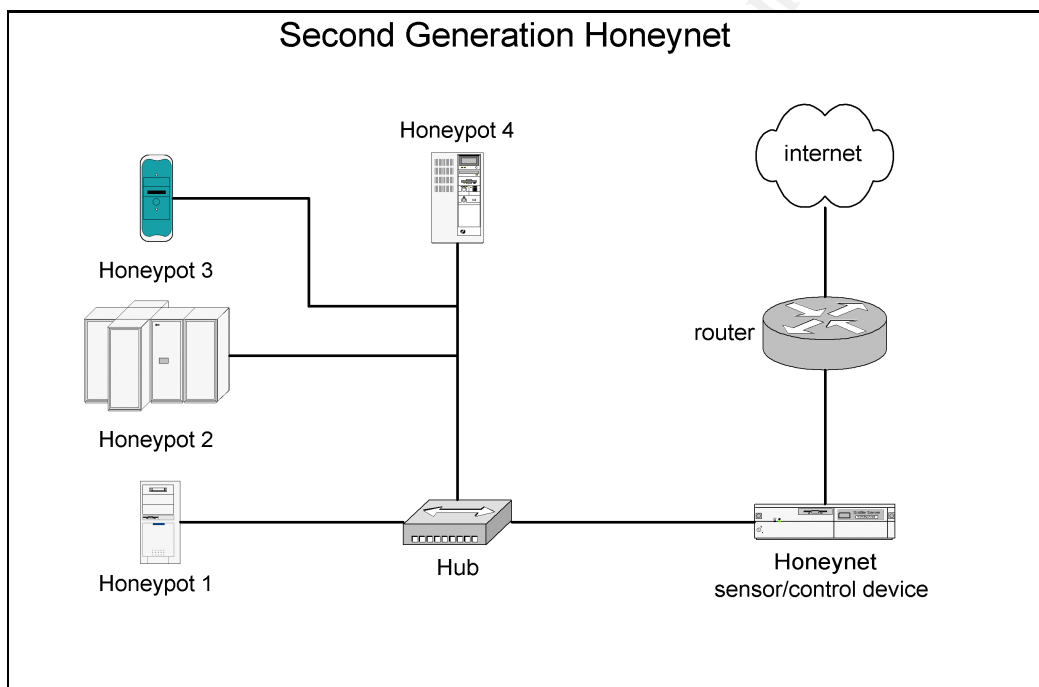 Second Generation Honeynet
Honeypot 4
internet
Honeypot 3
router
Honeypot 2
Honeypot 1
Hub
Honeynet
sensor/control device